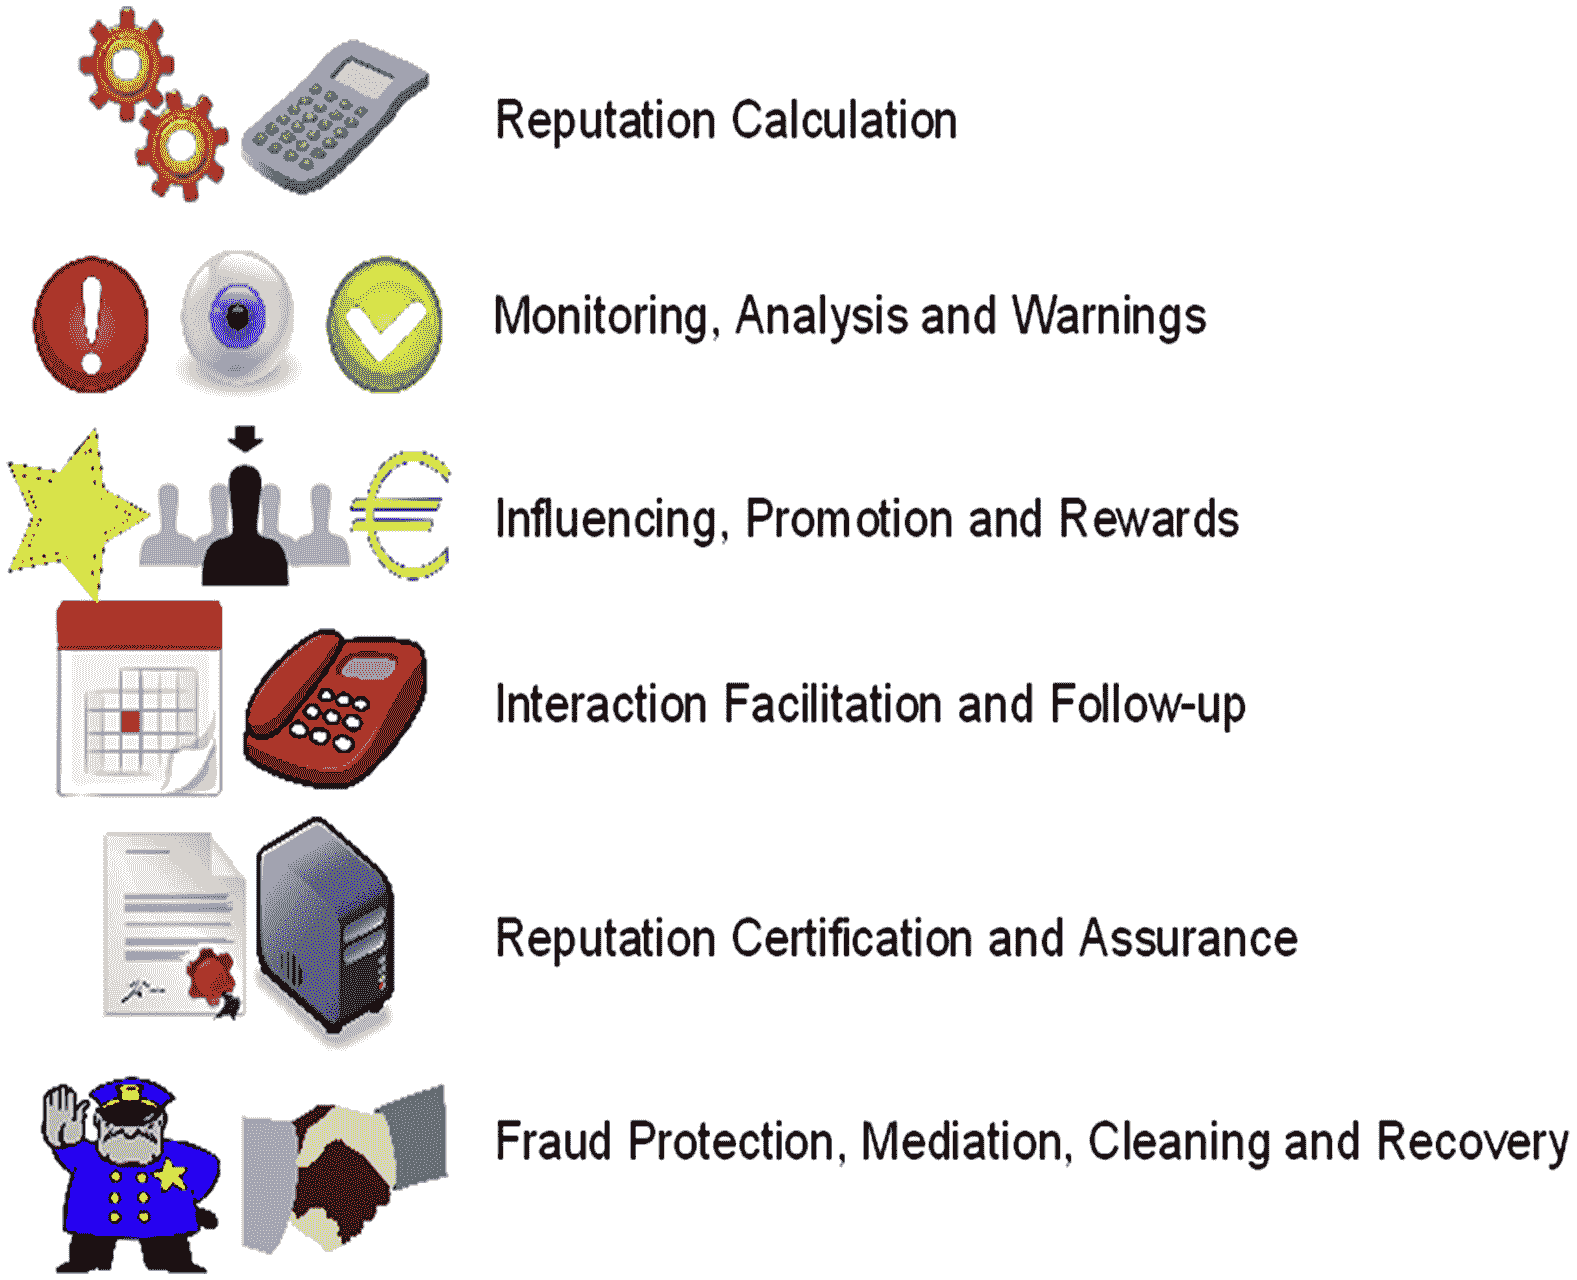 Reputation Calculation
Monitoring, Analysis and Warnings
Influencing, Promotion and Rewards
Interaction Facilitation and Follow-up
Reputation Certification and Assurance
Fraud Protection, Mediation, Cleaning and Recovery